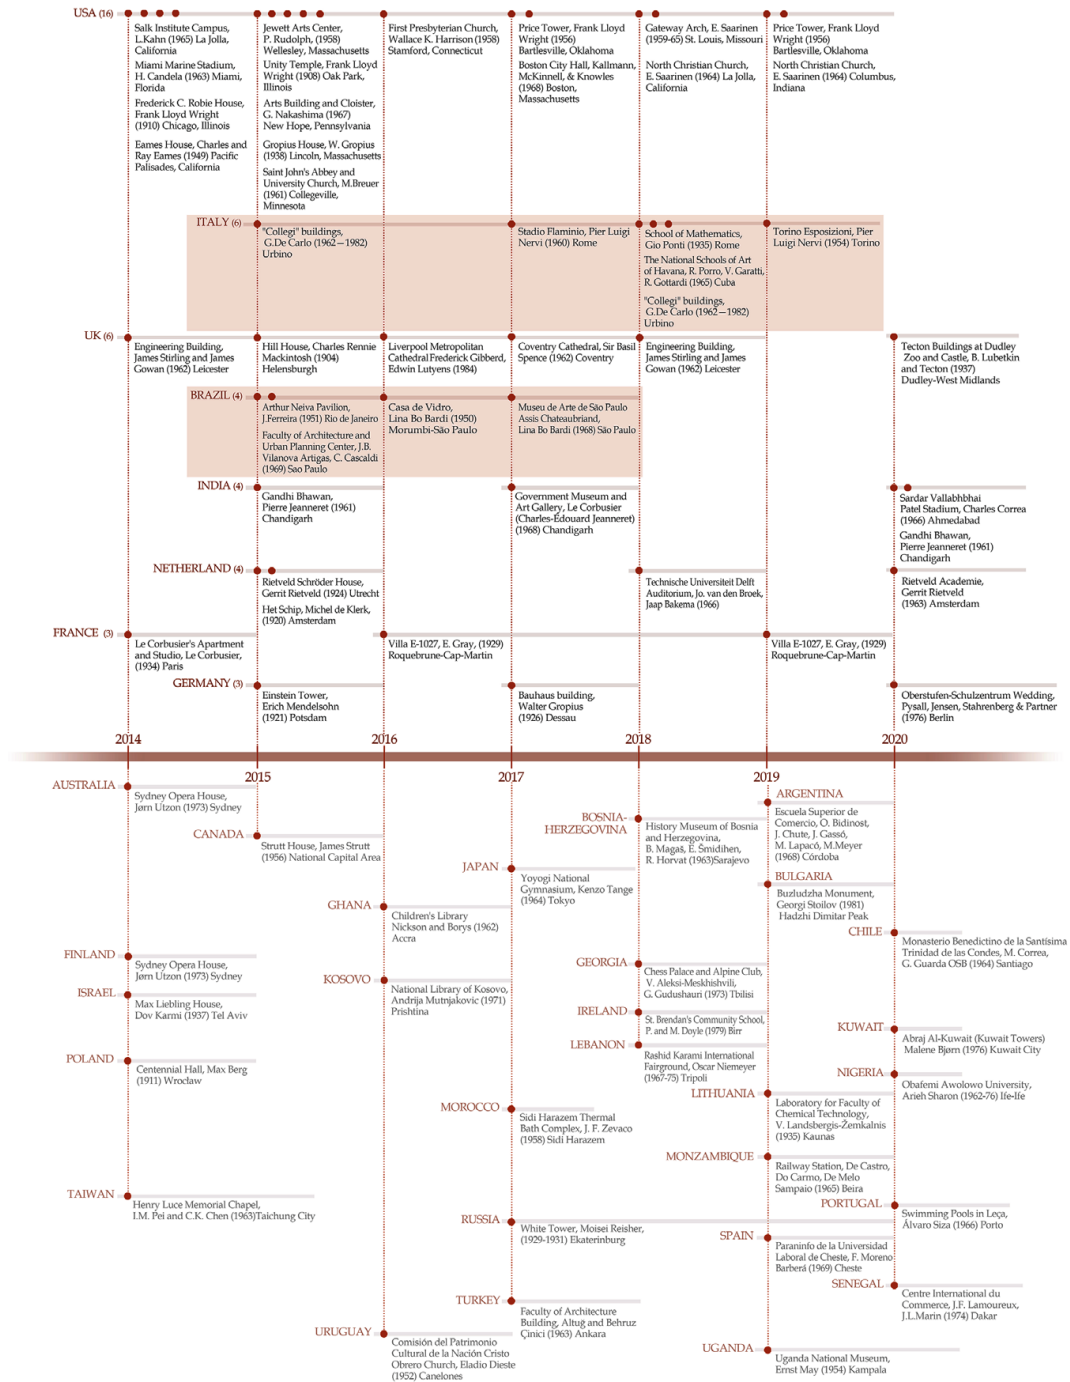 USA (16)
Salk Institute Campus,
L.Kahn (1965) La Jolla,
California
Miami Marine Stadium,
H. Candela (1963) Miami,
Florida
Frederick C. Robie House,
Frank Lloyd Wright
(1910) Chicago, Illinois
Eames House, Charles and
Ray Eames (1949) Pacific
Palisades, California
Jewett Arts Center,
P. Rudolph, (1958)
Wellesley, Massachusetts
Unity Temple, Frank Lloyd
Wright (1908) Oak Park,
Illinois
Arts Building and Cloister,
G. Nakashima (1967)
New Hope, Pennsylvania
Gropius House, W. Gropius
(1938) Lincoln, Massachusetts
Saint John's Abbey and
University Church, M.Breuer
(1961) Collegeville,
Minnesota
First Presbyterian Church,
Wallace K. Harrison (1958)
Stamford, Connecticut
Price Tower, Frank Lloyd
Wright (1956)
Bartlesville, Oklahoma
Boston City Hall, Kallmann,
McKinnell, & Knowles
(1968) Boston,
Massachusetts
Gateway Arch, E. Saarinen
(1959-65) St. Louis, Missouri
North Christian Church,
E. Saarinen (1964) La Jolla,
California
Price Tower, Frank Lloyd
Wright (1956)
Bartlesville, Oklahoma
North Christian Church,
E. Saarinen (1964) Columbus,
Indiana
ITALY (6)
"Collegi" buildings,
G.De Carlo (1962—1982)
Urbino
Stadio Flaminio, Pier Luigi
Nervi (1960) Rome
School of Mathematics,
Gio Ponti (1935) Rome
The National Schools of Art
of Havana, R. Porro, V. Garatti,
R. Gottardi (1965) Cuba
"Collegi" buildings,
G.De Carlo (1962—1982)
Urbino
Torino Esposizioni, Pier
Luigi Nervi (1954) Torino
UK (6)
Engineering Building,
James Stirling and James
Gowan (1962) Leicester
Hill House, Charles Rennie
Mackintosh (1904)
Helensburgh
Liverpool Metropolitan
Cathedral Frederick Gibberd,
Edwin Lutyens (1984)
Coventry Cathedral, Sir Basil
Spence (1962) Coventry
Engineering Building,
James Stirling and James
Gowan (1962) Leicester
Tecton Buildings at Dudley
Zoo and Castle, B. Lubetkin
and Tecton (1937)
Dudley-West Midlands
BRAZIL (4)
Arthur Neiva Pavilion,
J.Ferreira (1951) Rio de Janeiro
Faculty of Architecture and
Urban Planning Center, J.B.
Vilanova Artigas, C. Cascaldi
(1969) Sao Paulo
Casa de Vidro,
Lina Bo Bardi (1950)
Morumbi-São Paulo
Museu de Arte de São Paulo
Assis Chateaubriand,
Lina Bo Bardi (1968) São Paulo
INDIA (4)
Gandhi Bhawan,
Pierre Jeanneret (1961)
Chandigarh
Government Museum and
Art Gallery, Le Corbusier
(Charles-Édouard Jeanneret)
(1968) Chandigarh
Sardar Vallabhbhai
Patel Stadium, Charles Correa
(1966) Ahmedabad
Gandhi Bhawan,
Pierre Jeanneret (1961)
Chandigarh
NETHERLAND (4)
Rietveld Schröder House,
Gerrit Rietveld (1924) Utrecht
Het Schip, Michel de Klerk,
(1920) Amsterdam
Technische Universiteit Delft
Auditorium, Jo. van den Broek,
Jaap Bakema (1966)
Rietveld Academie,
Gerrit Rietveld
(1963) Amsterdam
FRANCE (3)
Le Corbusier's Apartment
and Studio, Le Corbusier,
(1934) Paris
Villa E-1027, E. Gray, (1929)
Roquebrune-Cap-Martin
Villa E-1027, E. Gray, (1929)
Roquebrune-Cap-Martin
GERMANY (3)
Einstein Tower,
Erich Mendelsohn
(1921) Potsdam
Bauhaus building,
Walter Gropius
(1926) Dessau
Oberstufen-Schulzentrum Wedding,
Pysall, Jensen, Stahrenberg & Partner
(1976) Berlin
2014
2016
2018
2020
2015
2017
2019
AUSTRALIA
Sydney Opera House,
Jørn Utzon (1973) Sydney
CANADA
Strutt House, James Strutt
(1956) National Capital Area
BOSNIA-
HERZEGOVINA
History Museum of Bosnia
and Herzegovina,
B. Magaš, E. Šmidihen,
R. Horvat (1963)Sarajevo
ARGENTINA
Escuela Superior de
Comercio, O. Bidinost,
J. Chute, J. Gassó,
M. Lapacó, M.Meyer
(1968) Córdoba
JAPAN
Yoyogi National
Gymnasium, Kenzo Tange
(1964) Tokyo
BULGARIA
Buzludzha Monument,
Georgi Stoilov (1981)
Hadzhi Dimitar Peak
GHANA
Children's Library
Nickson and Borys (1962)
Accra
CHILE
Monasterio Benedictino de la Santísima
Trinidad de las Condes, M. Correa,
G. Guarda OSB (1964) Santiago
FINLAND
Sydney Opera House,
Jørn Utzon (1973) Sydney
GEORGIA
Chess Palace and Alpine Club,
V. Aleksi-Meskhishvili,
G. Gudushauri (1973) Tbilisi
KOSOVO
National Library of Kosovo,
Andrija Mutnjakovic (1971)
Prishtina
ISRAEL
Max Liebling House,
Dov Karmi (1937) Tel Aviv
IRELAND
St. Brendan's Community School,
P. and M. Doyle (1979) Birr
KUWAIT
Abraj Al-Kuwait (Kuwait Towers)
Malene Bjørn (1976) Kuwait City
LEBANON
Rashid Karami International
Fairground, Oscar Niemeyer
(1967-75) Tripoli
POLAND
Centennial Hall, Max Berg
(1911) Wrocław
NIGERIA
Obafemi Awolowo University,
Arieh Sharon (1962-76) Ife-Ife
LITHUANIA
Laboratory for Faculty of
Chemical Technology,
V. Landsbergis-Žemkalnis
(1935) Kaunas
MOROCCO
Sidi Harazem Thermal
Bath Complex, J. F. Zevaco
(1958) Sidi Harazem
MONZAMBIQUE
Railway Station, De Castro,
Do Carmo, De Melo
Sampaio (1965) Beira
TAIWAN
Henry Luce Memorial Chapel,
I.M. Pei and C.K. Chen (1963)Taichung City
PORTUGAL
Swimming Pools in Leça,
Álvaro Siza (1966) Porto
RUSSIA
White Tower, Moisei Reisher,
(1929-1931) Ekaterinburg
SPAIN
Paraninfo de la Universidad
Laboral de Cheste, F. Moreno
Barberá (1969) Cheste
SENEGAL
Centre International du
Commerce, J.F. Lamoureux,
J.L.Marin (1974) Dakar
TURKEY
Faculty of Architecture
Building, Altuğ and Behruz
Çinici (1963) Ankara
URUGUAY
Comisión del Patrimonio
Cultural de la Nación Cristo
Obrero Church, Eladio Dieste
(1952) Canelones
UGANDA
Uganda National Museum,
Ernst May (1954) Kampala